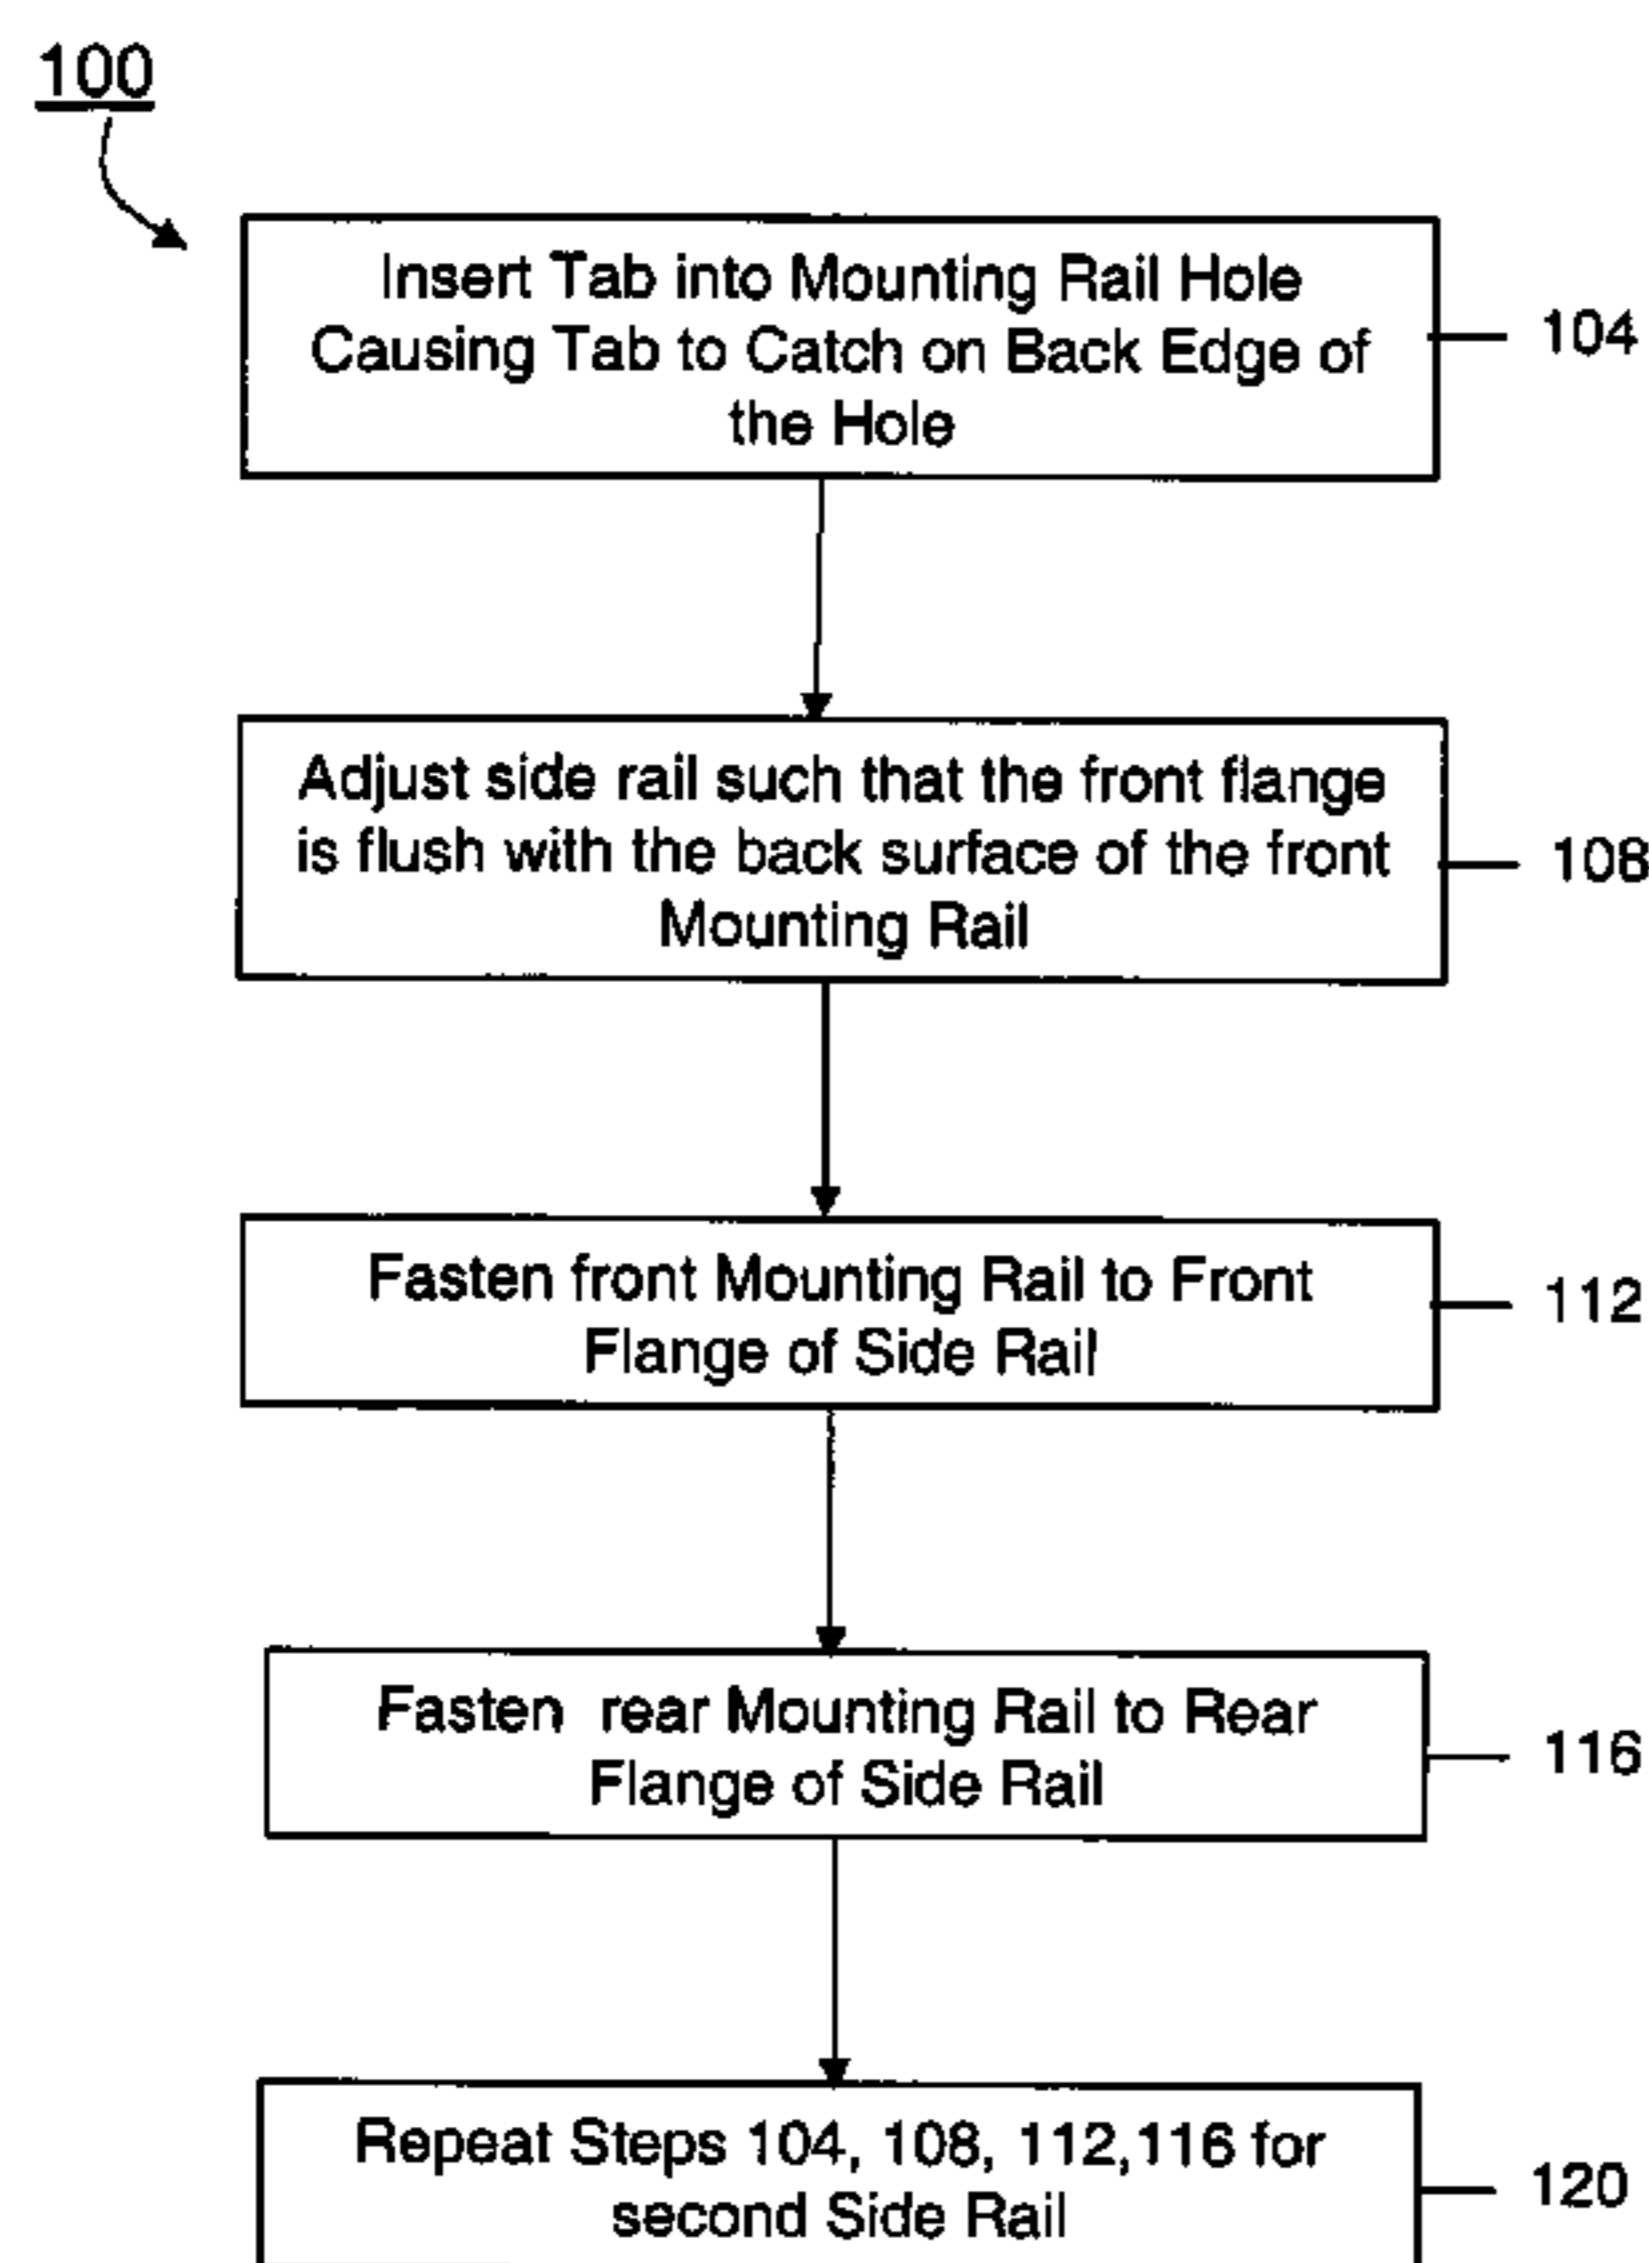 100
Insert Tab into Mounting Rail Hole
Causing Tab to Catch on Back Edge of
the Hole
104
Adjust side rail such that the front flange
is flush with the back surface of the front
Mounting Rail
108
Fasten front Mounting Rail to Front
Flange of Side Rail
112
Fasten rear Mounting Rail to Rear
Flange of Side Rail
116
Repeat Steps 104, 108, 112,116 for
second Side Rail
120